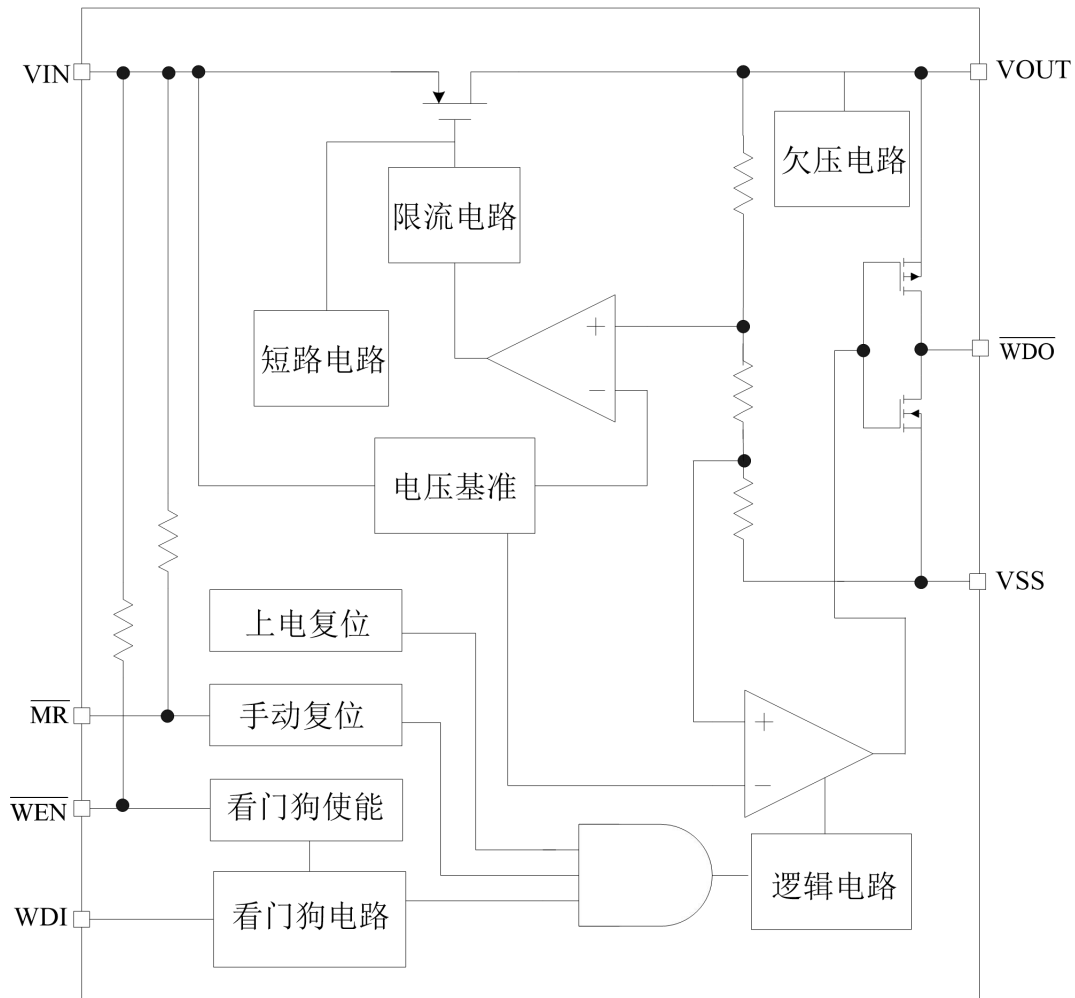 VIN
VOUT
欠压电路
限流电路
+
−
短路电路
WDO
电压基准
VSS
上电复位
MR
手动复位
+
−
WEN
看门狗使能
逻辑电路
WDI
看门狗电路